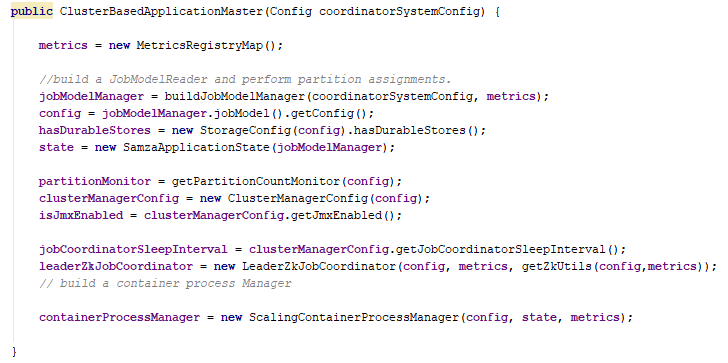 public ClusterBasedApplicationMaster(Config coordinatorSystemConfig) {
metrics = new MetricsRegistryMap();
//build a JobModelReader and perform partition assignments.
jobModelManager = buildJobModelManager(coordinatorSystemConfig, metrics);
config = jobModelManager.jobModel().getConfig();
hasDurableStores = new StorageConfig(config).hasDurableStores();
state = new SamzaApplicationState(jobModelManager);
partitionMonitor = getPartitionCountMonitor(config);
clusterManagerConfig = new ClusterManagerConfig(config);
isJmxEnabled = clusterManagerConfig.getJmxEnabled();
jobCoordinatorSleepInterval = clusterManagerConfig.getJobCoordinatorSleepInterval();
leaderZkJobCoordinator = new LeaderZkJobCoordinator(config, metrics, getZkUtils(config,metrics));
// build a container process Manager
containerProcessManager = new ScalingContainerProcessManager(config, state, metrics);
}